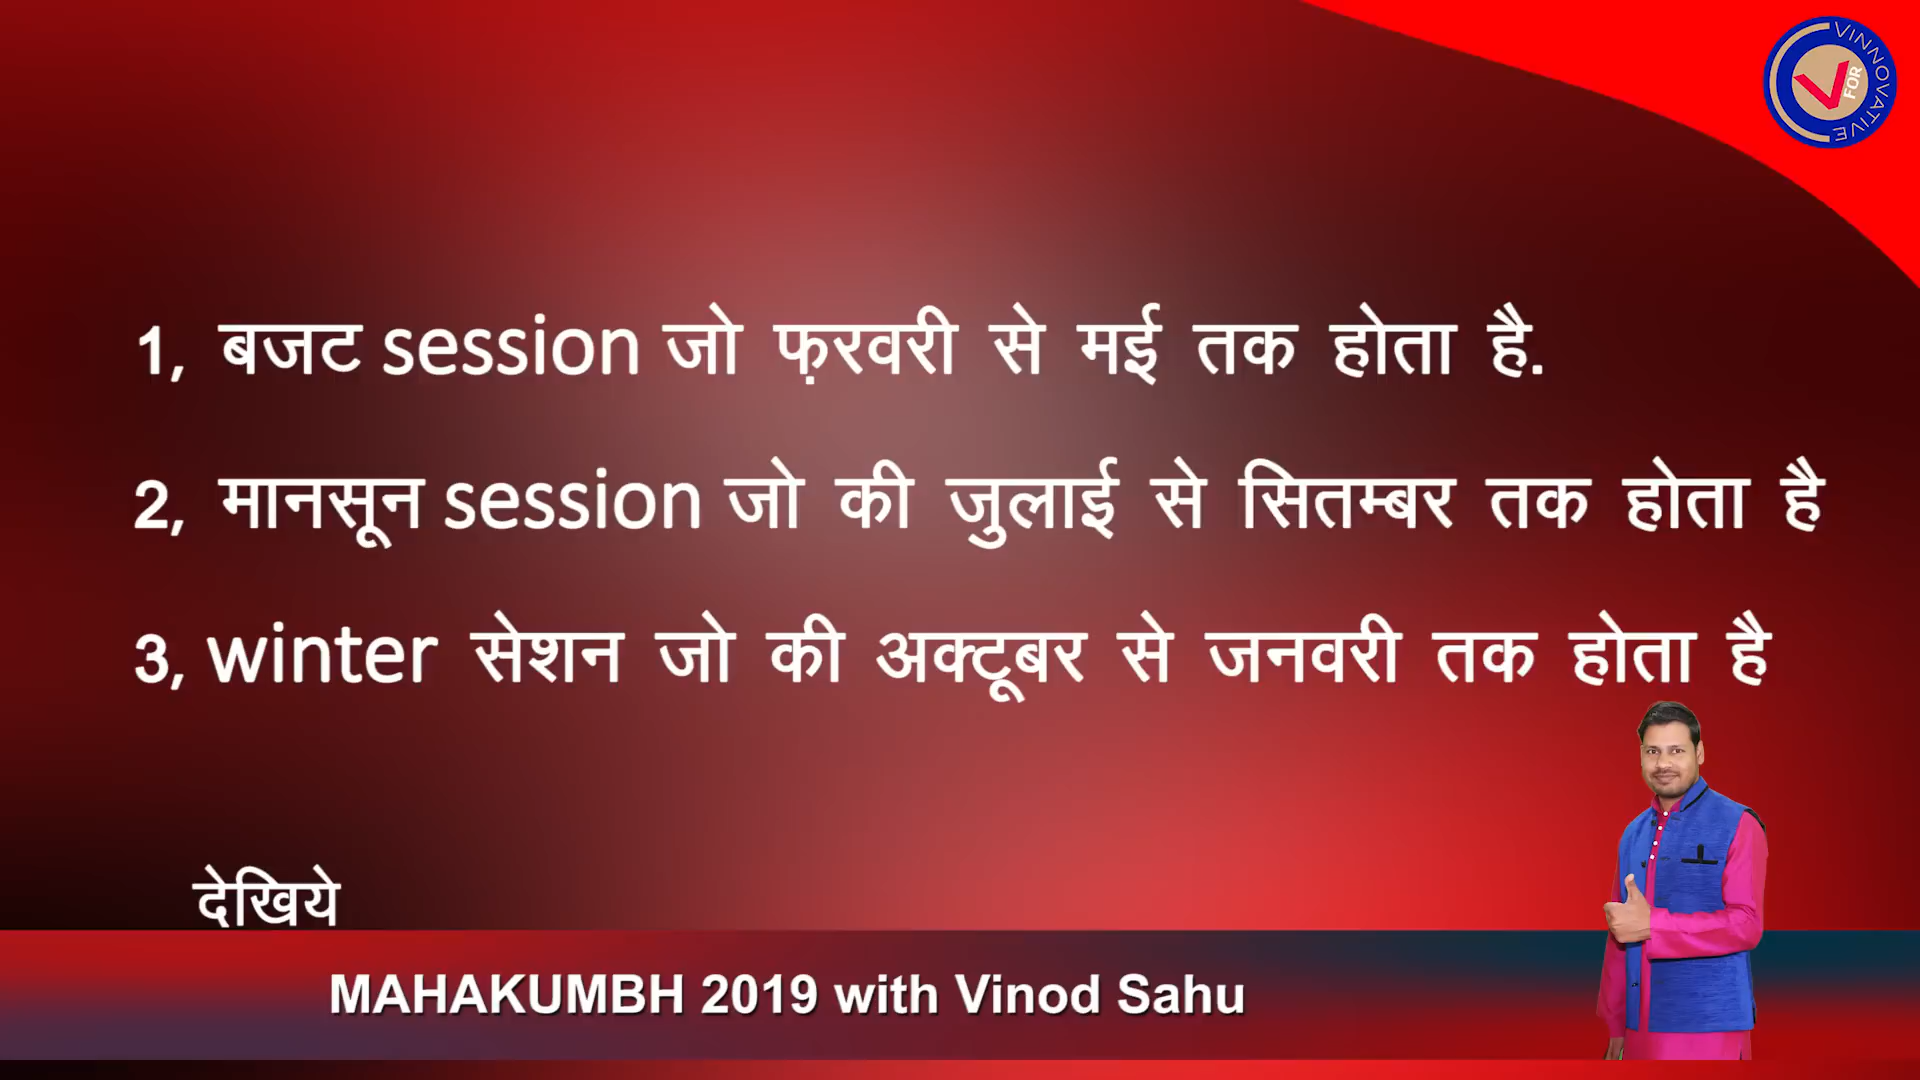 V FOR VINNOVATIVE
1, बजट session जो फ़रवरी से मई तक होता है.
2, मानसून session जो की जुलाई से सितम्बर तक होता है
3, winter सेशन जो की अक्टूबर से जनवरी तक होता है
देखिये
MAHAKUMBH 2019 with Vinod Sahu